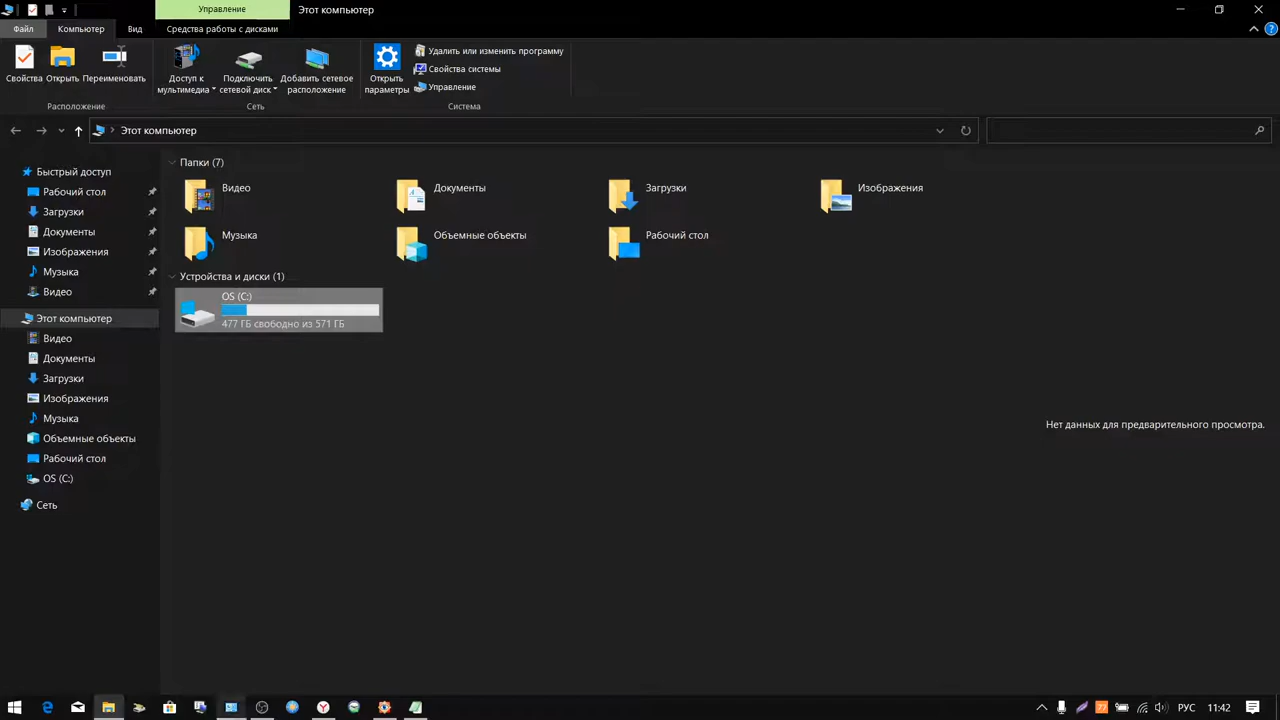 Управление
Этот компьютер
Файл
Компьютер
Вид
Средства работы с дисками
Свойства
Открыть
Переименовать
Доступ к мультимедиа
Подключить сетевой диск
Добавить сетевое расположение
Открыть параметры
Удалить или изменить программу
Свойства системы
Управление
Расположение
Сеть
Система
Этот компьютер
Быстрый доступ
Рабочий стол
Загрузки
Документы
Изображения
Музыка
Видео
Этот компьютер
Видео
Документы
Загрузки
Изображения
Музыка
Объемные объекты
Рабочий стол
OS (C:)
Сеть
Папки (7)
Видео
Документы
Загрузки
Изображения
Музыка
Объемные объекты
Рабочий стол
Устройства и диски (1)
OS (C:)
477 ГБ свободно из 571 ГБ
Нет данных для предварительного просмотра.
77
РУС
11:42